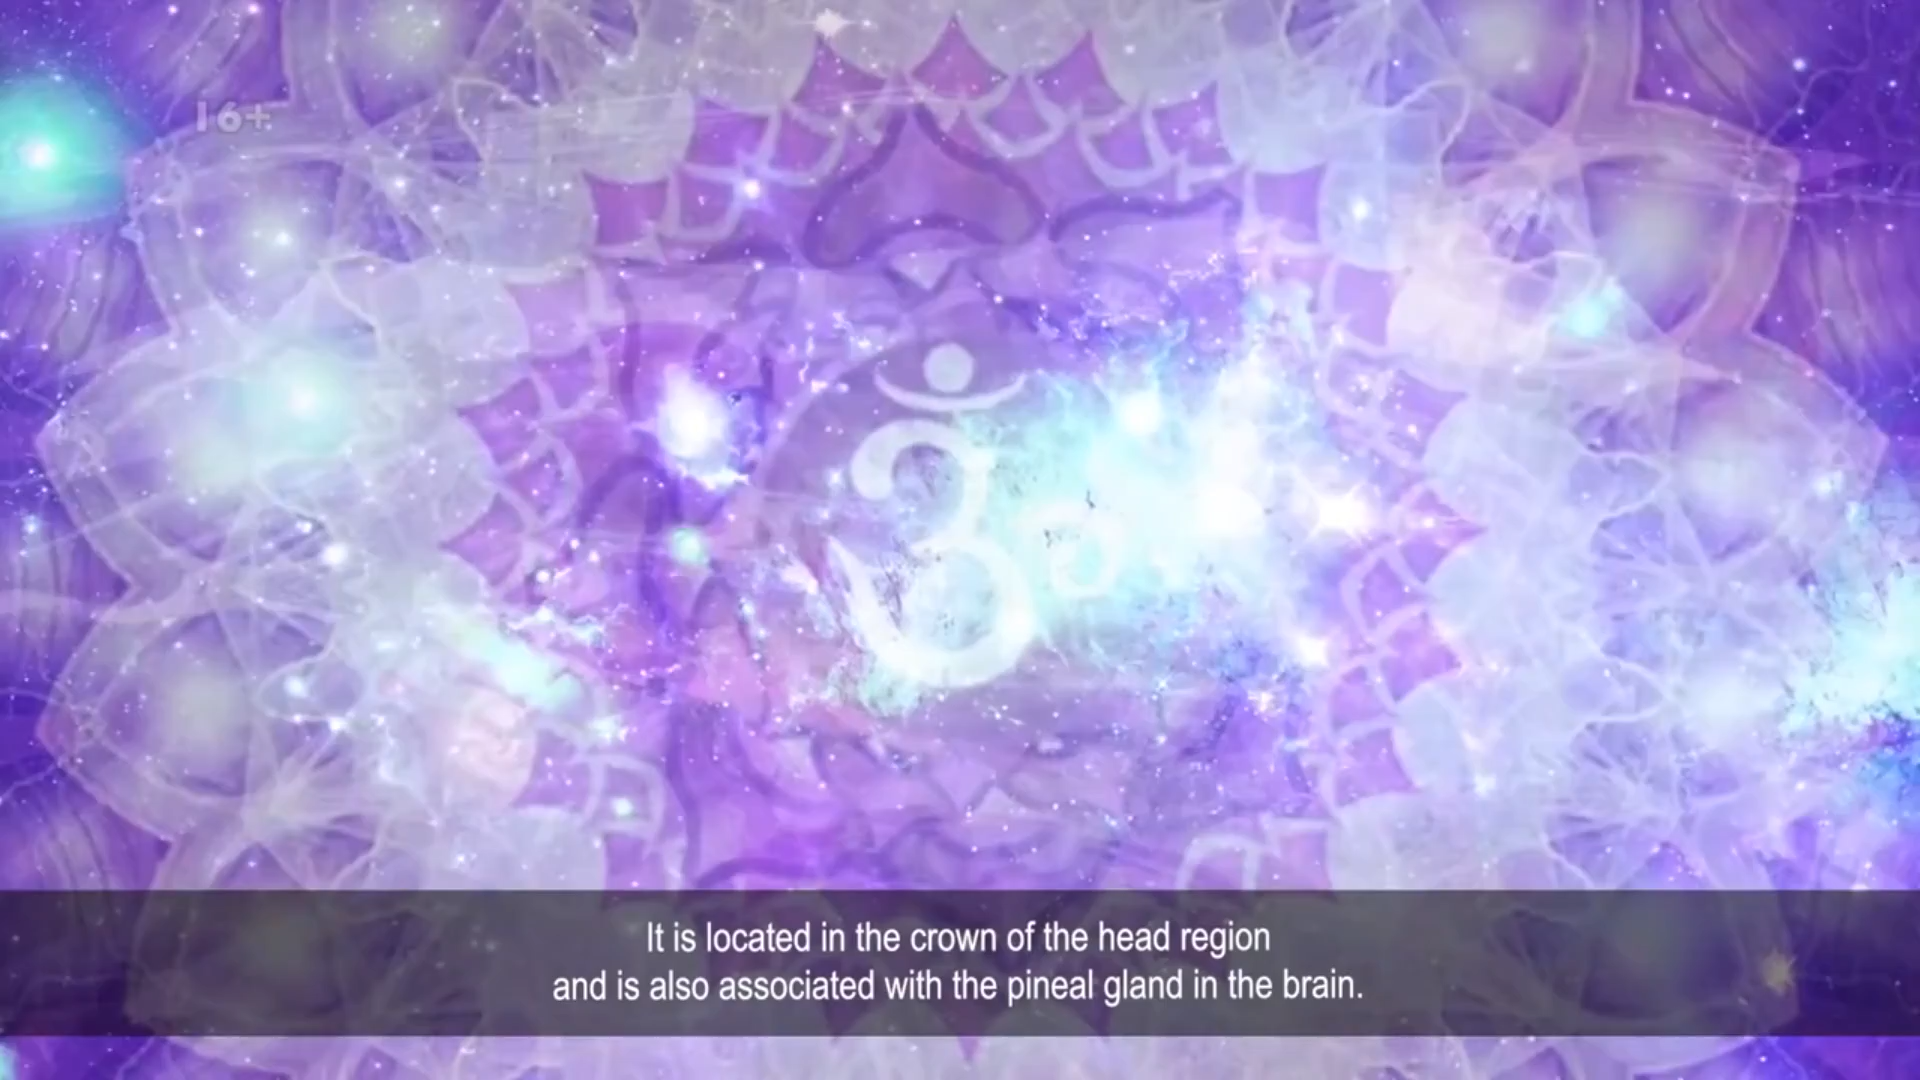 16+
ॐ
It is located in the crown of the head region
and is also associated with the pineal gland in the brain.